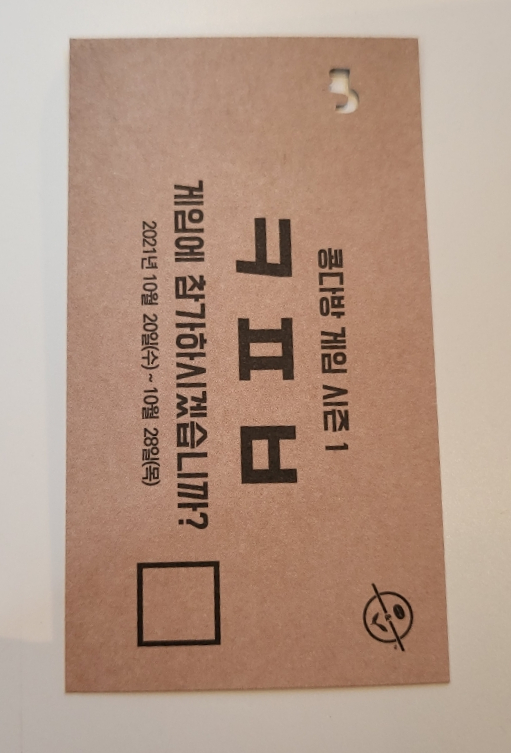 콩다방 게임 시즌 1
ㅋ ㅍ ㅂ
게임에 참가하시겠습니까?
2021년 10월 20일(수) ~ 10월 28일(목)